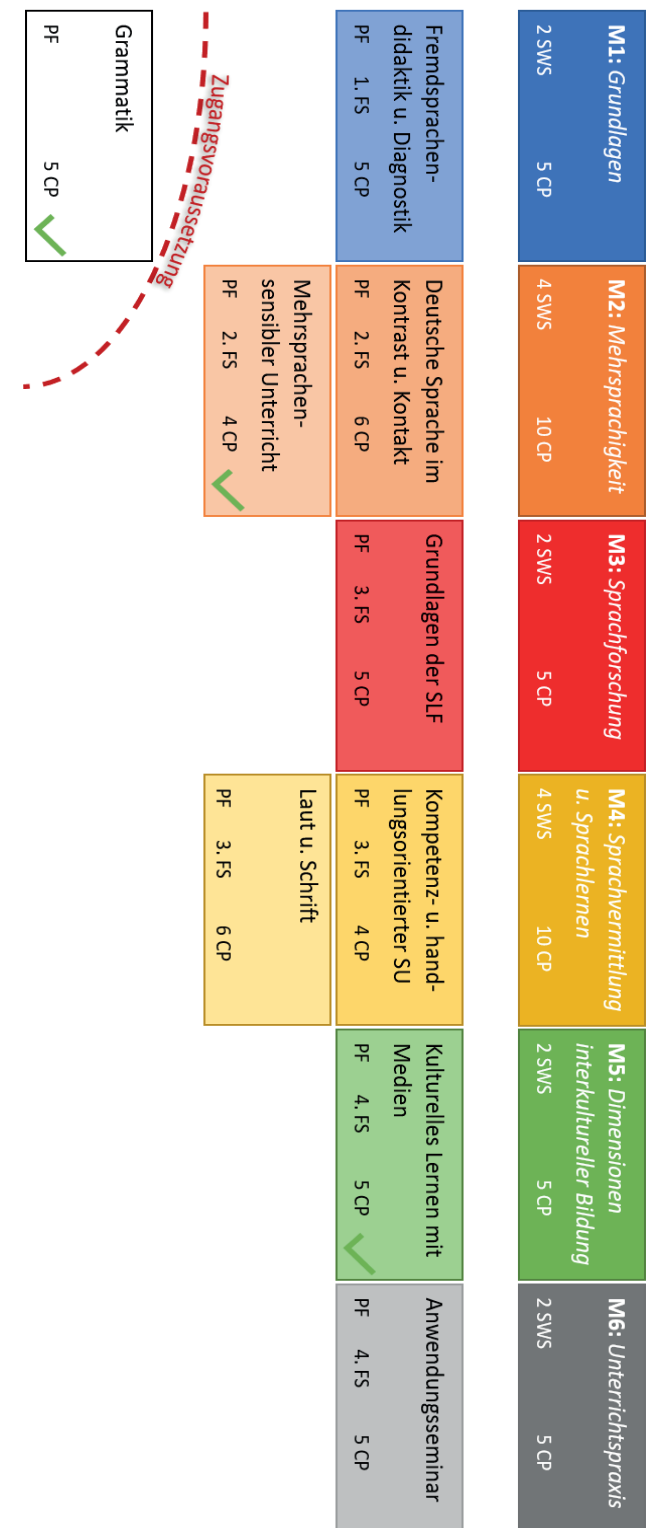 M1: Grundlagen
2 SWS 5 CP
Fremdsprachen-
didaktik u. Diagnostik
PF 1. FS 5 CP
M2: Mehrsprachigkeit
4 SWS 10 CP
Deutsche Sprache im
Kontrast u. Kontakt
PF 2. FS 6 CP
Mehrsprachen-
sensibler Unterricht
PF 2. FS 4 CP
M3: Sprachforschung
2 SWS 5 CP
Grundlagen der SLF
PF 3. FS 5 CP
M4: Sprachvermittlung
u. Sprachlernen
4 SWS 10 CP
Kompetenz- u. hand-
lungsorientierter SU
PF 3. FS 4 CP
Laut u. Schrift
PF 3. FS 6 CP
M5: Dimensionen
interkultureller Bildung
2 SWS 5 CP
Kulturelles Lernen mit
Medien
PF 4. FS 5 CP
M6: Unterrichtspraxis
2 SWS 5 CP
Anwendungsseminar
PF 4. FS 5 CP
Zugangsvoraussetzung
Grammatik
PF 5 CP